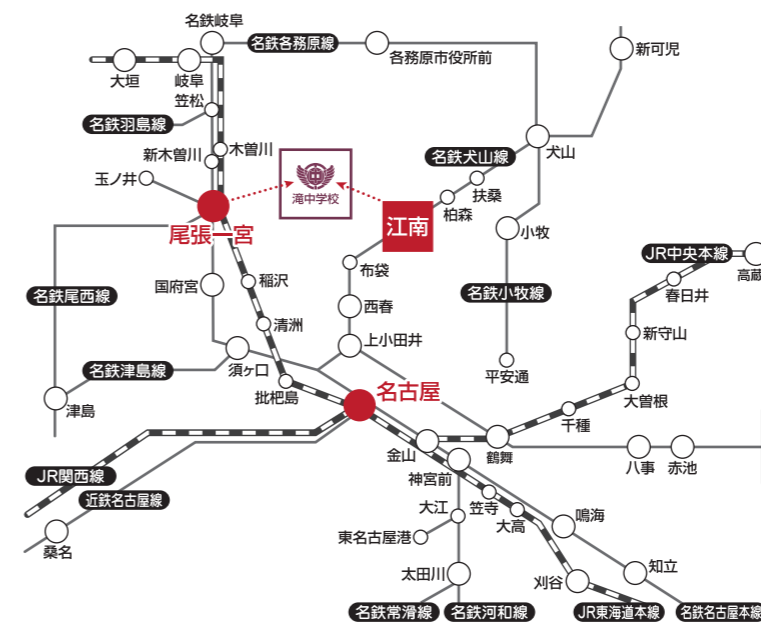 名鉄岐阜
名鉄各務原線
各務原市役所前
新可児
大垣
岐阜
笠松
名鉄羽島線
新木曽川
木曽川
玉ノ井
滝中学校
名鉄犬山線
犬山
扶桑
柏森
江南
尾張一宮
小牧
布袋
JR中央本線
高蔵
国府宮
稲沢
名鉄尾西線
西春
名鉄小牧線
春日井
清洲
上小田井
新守山
名鉄津島線
須ヶ口
平安通
枇杷島
名古屋
大曽根
津島
千種
金山
鶴舞
八事
赤池
JR関西線
神宮前
近鉄名古屋線
大江
笠寺
大高
鳴海
東名古屋港
桑名
太田川
刈谷
知立
名鉄常滑線
名鉄河和線
JR東海道本線
名鉄名古屋本線